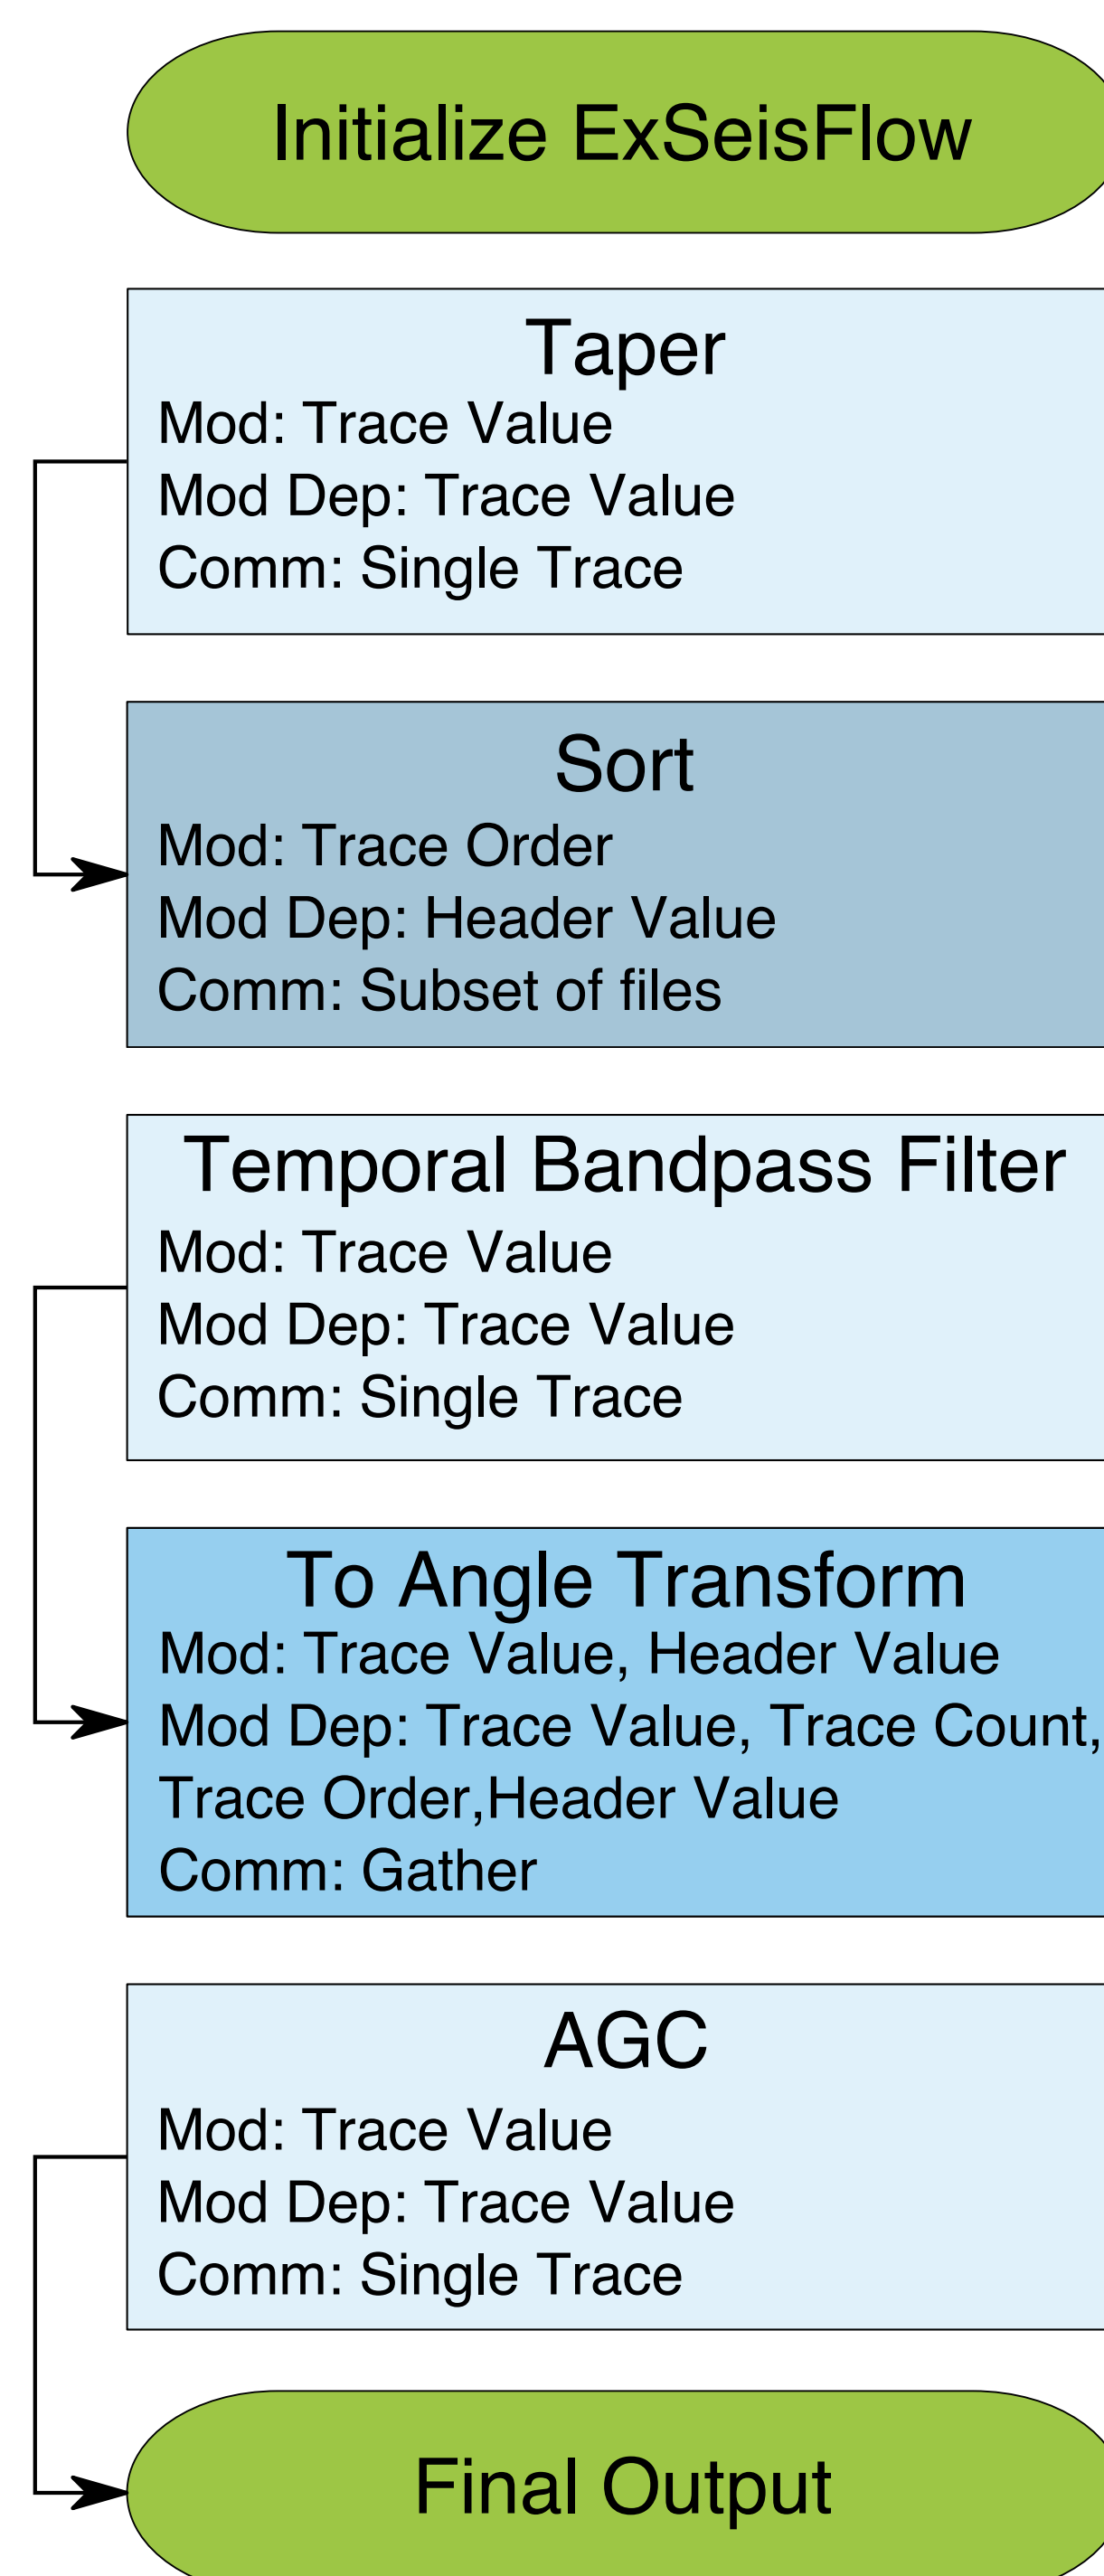 Initialize ExSeisFlow
Taper
Mod: Trace Value
Mod Dep: Trace Value
Comm: Single Trace
Sort
Mod: Trace Order
Mod Dep: Header Value
Comm: Subset of files
Temporal Bandpass Filter
Mod: Trace Value
Mod Dep: Trace Value
Comm: Single Trace
To Angle Transform
Mod: Trace Value, Header Value
Mod Dep: Trace Value, Trace Count,
Trace Order,Header Value
Comm: Gather
AGC
Mod: Trace Value
Mod Dep: Trace Value
Comm: Single Trace
Final Output